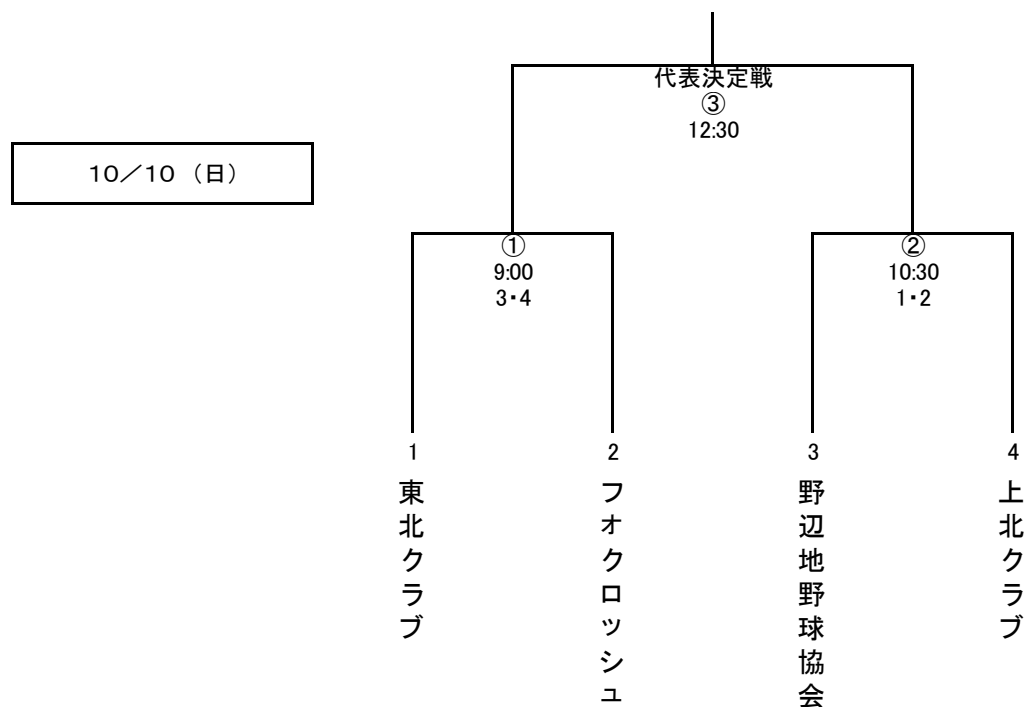 代表決定戦
③
12:30
10／10 （日）
①
9:00
3・4
②
10:30
1・2
1
2
3
4
東北クラブ
フオクロッシュ
野辺地野球協会
上北クラブ